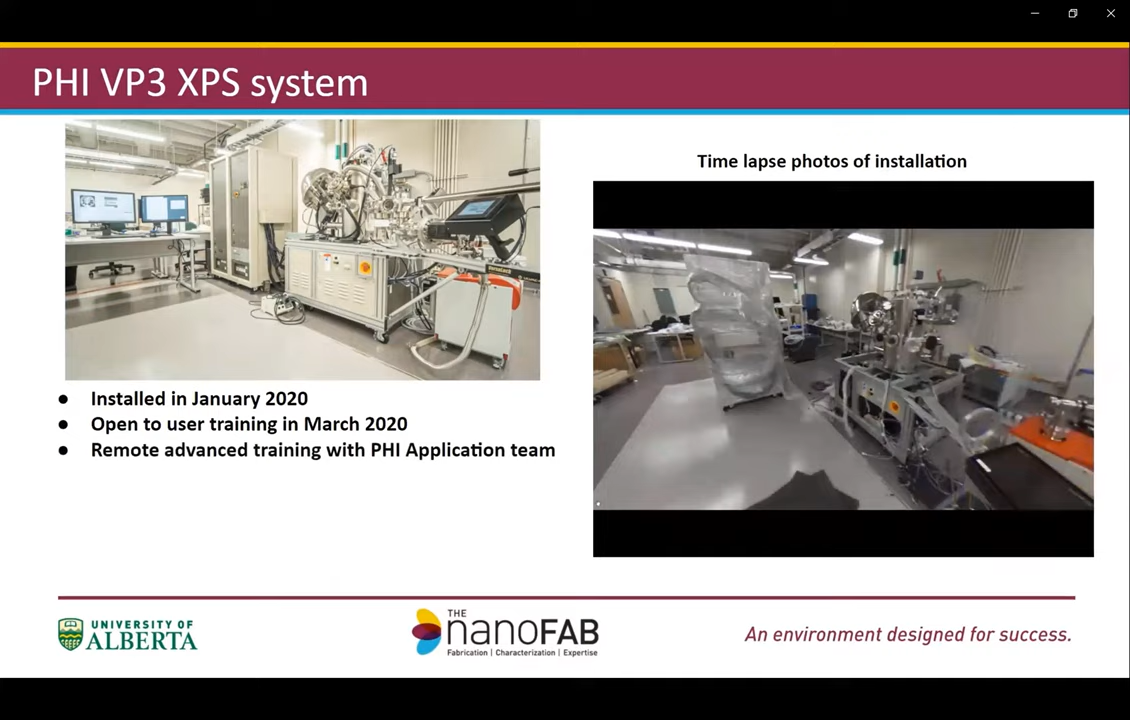 PHI VP3 XPS system
Time lapse photos of installation
● Installed in January 2020
● Open to user training in March 2020
● Remote advanced training with PHI Application team
UNIVERSITY OF
ALBERTA
THE
nanoFAB
Fabrication | Characterization | Expertise
An environment designed for success.